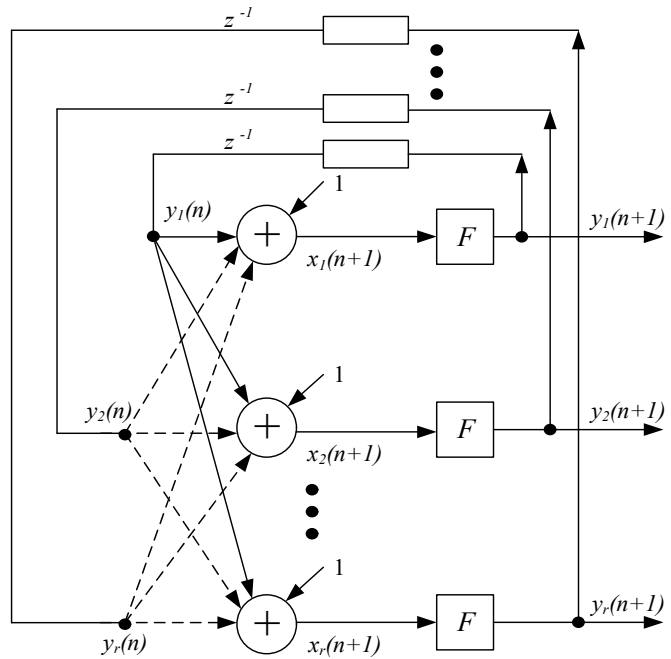 z⁻¹
z⁻¹
z⁻¹
1
y₁(n)
+
x₁(n+1)
F
y₁(n+1)
1
y₂(n)
+
x₂(n+1)
F
y₂(n+1)
1
yᵣ(n)
+
xᵣ(n+1)
F
yᵣ(n+1)